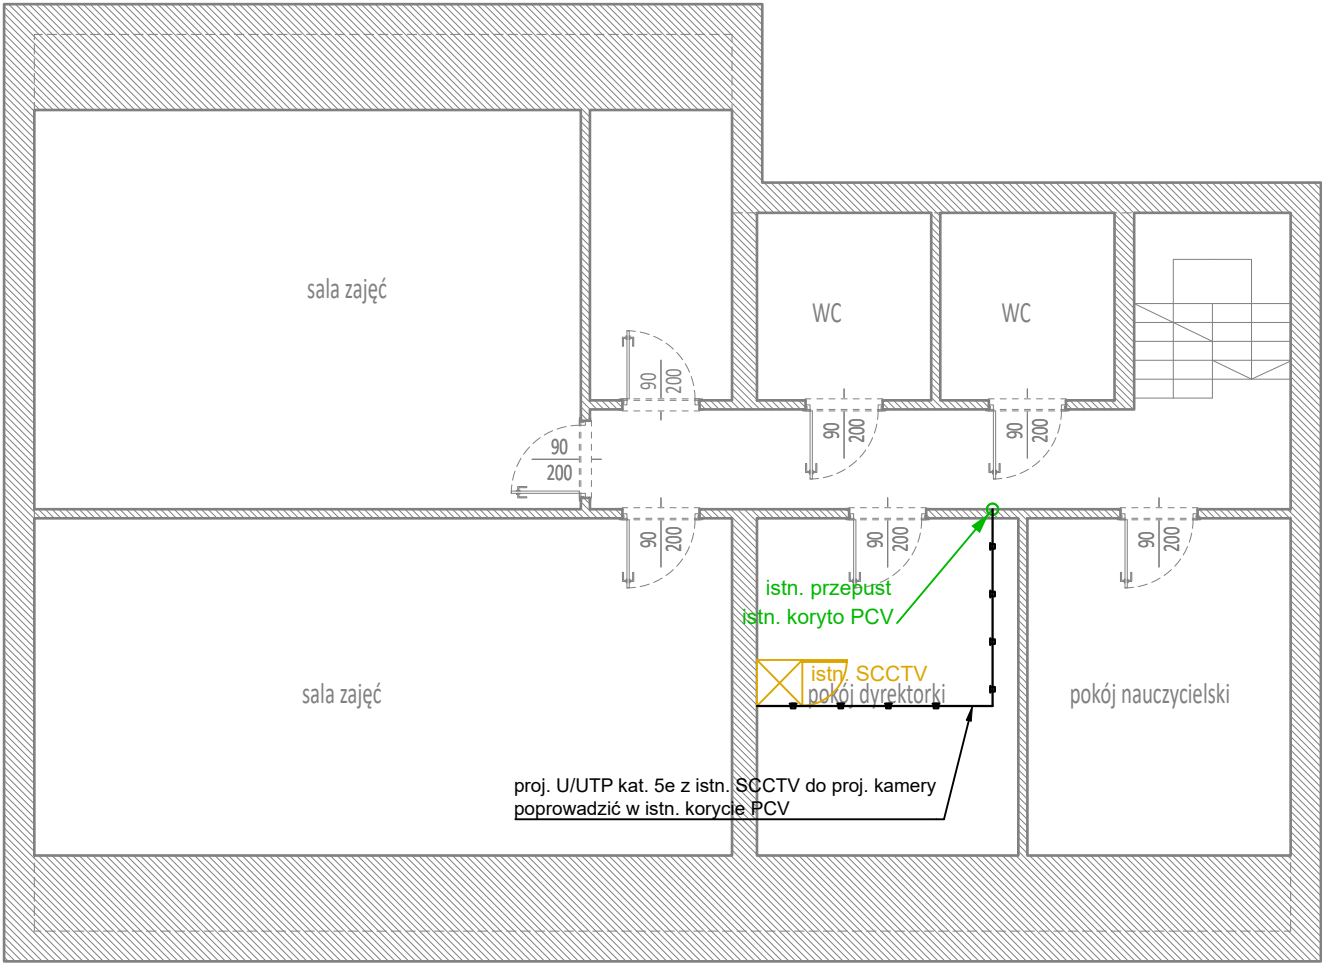 sala zajęć
WC
WC
90
200
90
200
90
200
90
200
90
200
90
200
90
200
istn. przepust
istn. koryto PCV
istn. SCCTV
pokój dyrektorki
sala zajęć
pokój nauczycielski
proj. U/UTP kat. 5e z istn. SCCTV do proj. kamery
poprowadzić w istn. korycie PCV